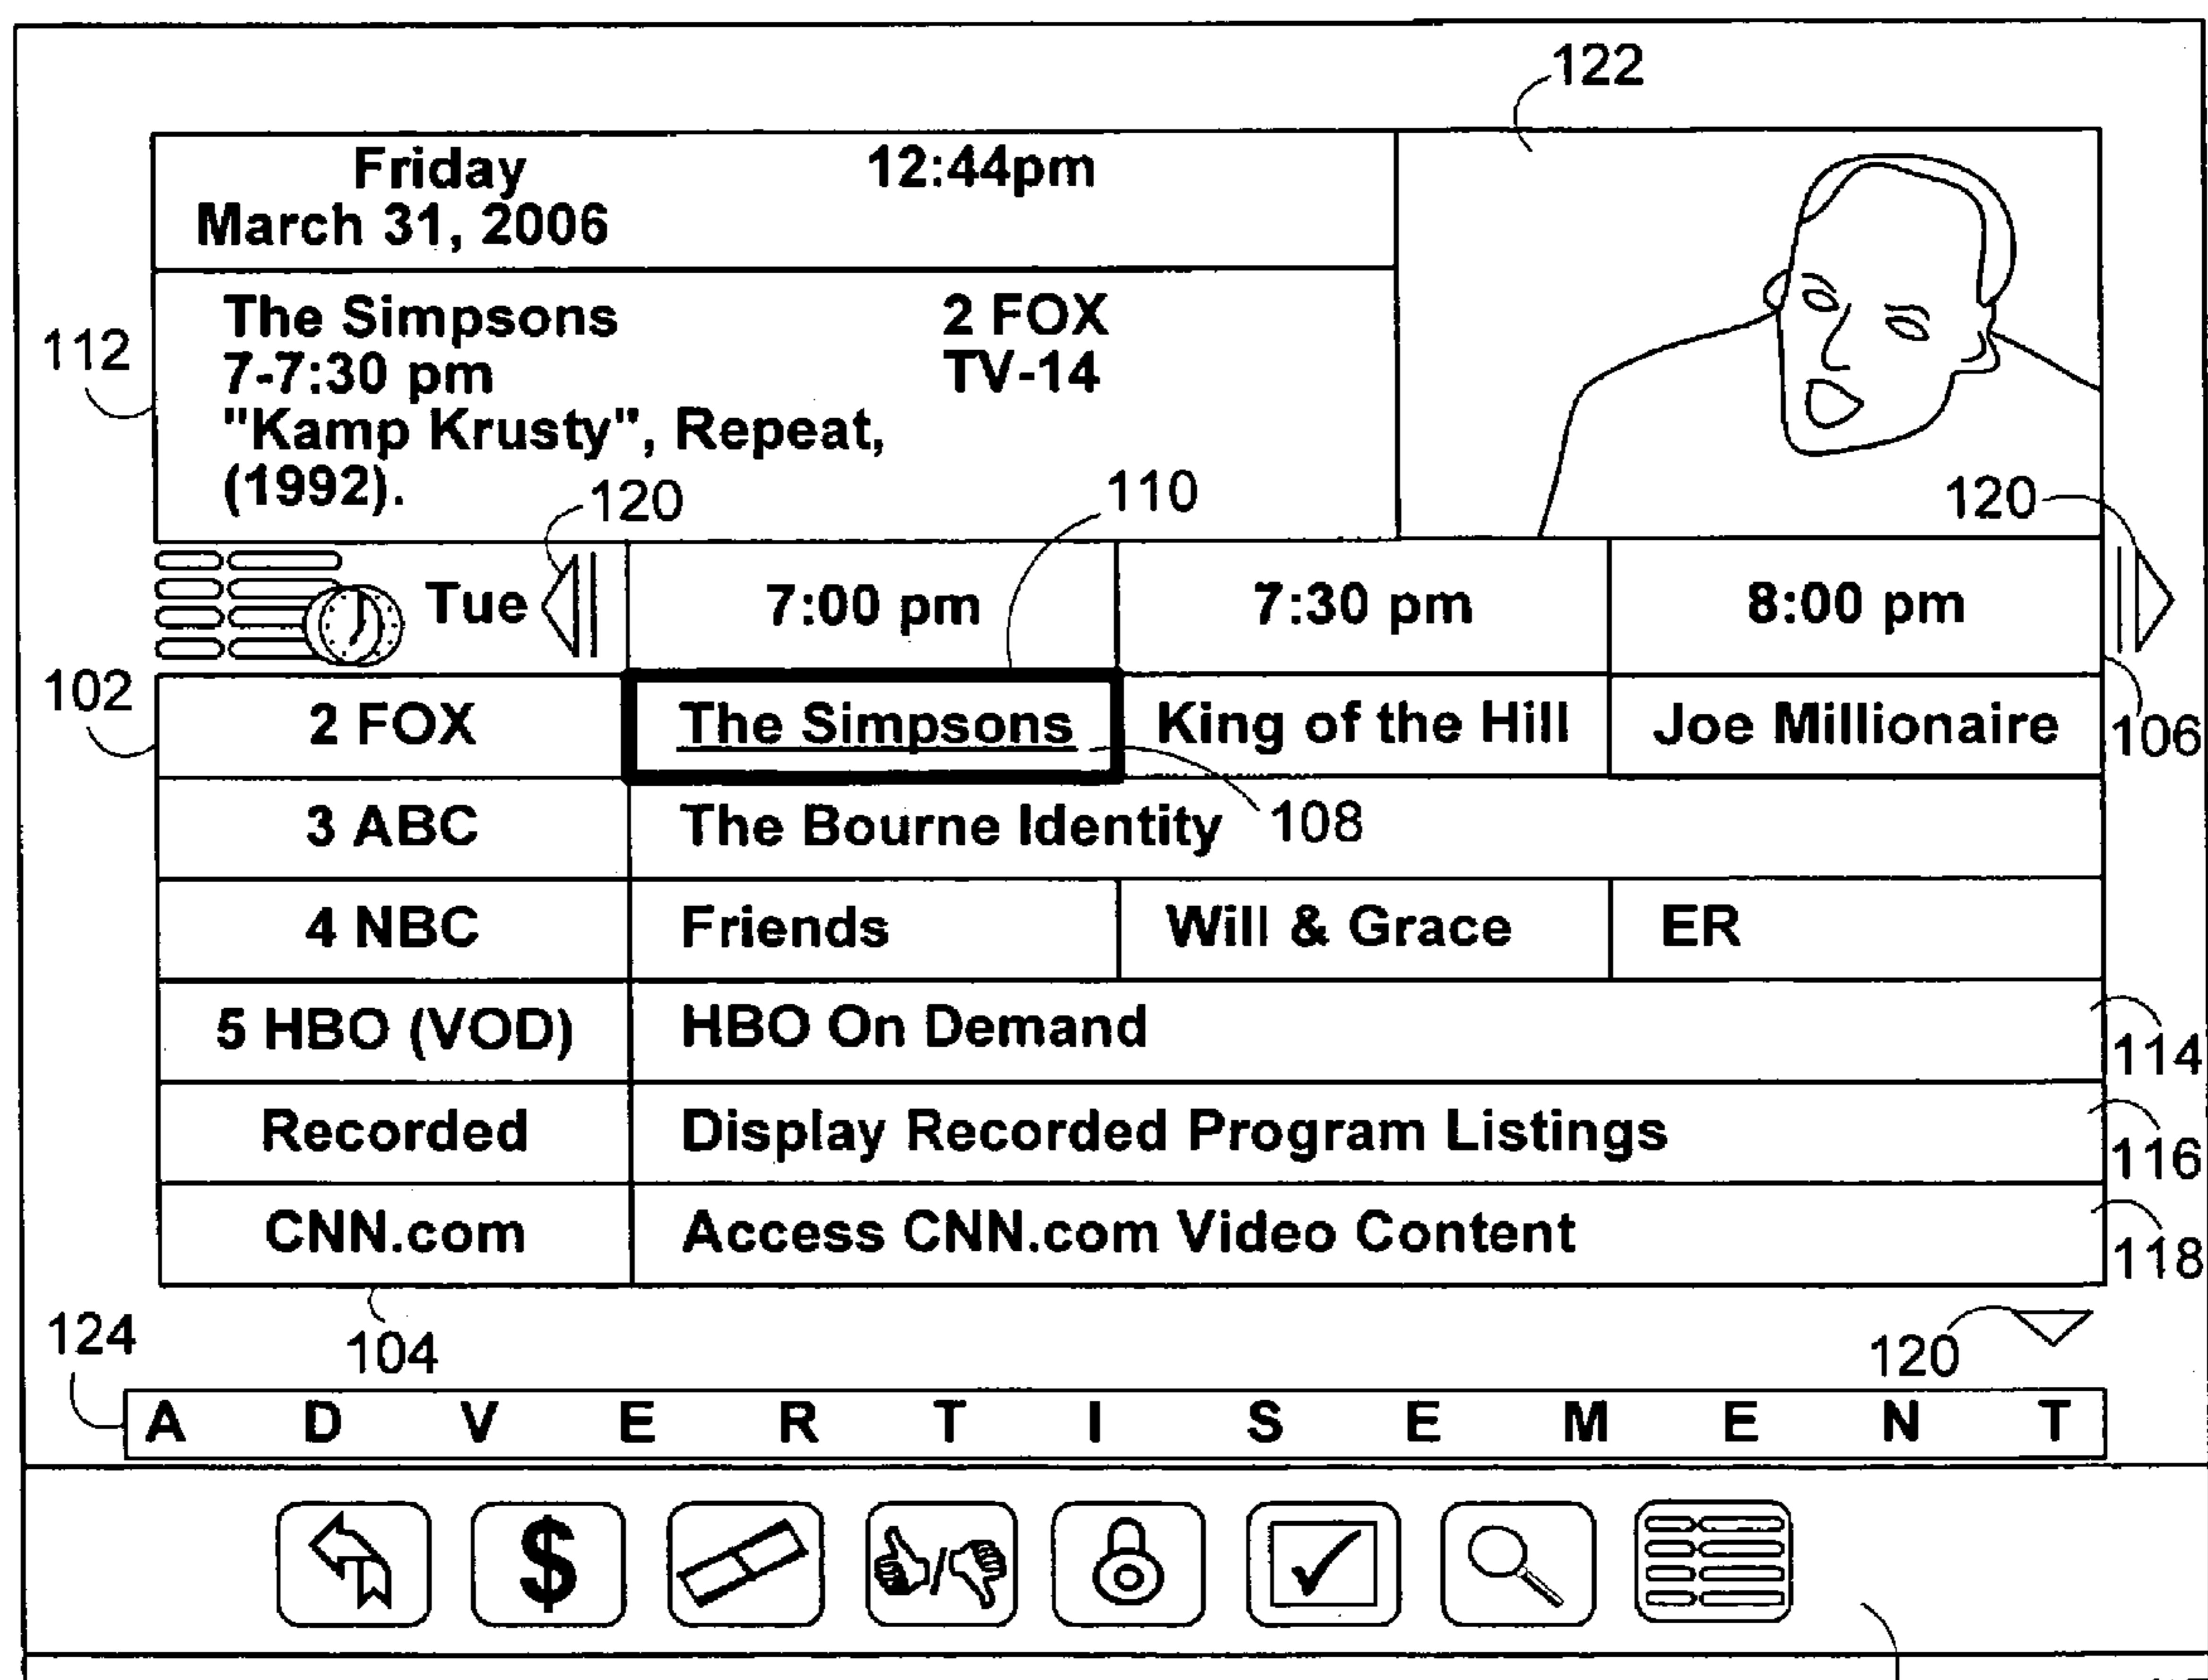 122
Friday 12:44pm
March 31, 2006
The Simpsons 2 FOX
7-7:30 pm TV-14
112
"Kamp Krusty", Repeat,
(1992).
120
110
120
Tue 7:00 pm 7:30 pm 8:00 pm
102
2 FOX The Simpsons King of the Hill Joe Millionaire
106
3 ABC The Bourne Identity
108
4 NBC Friends Will & Grace ER
5 HBO (VOD) HBO On Demand
114
Recorded Display Recorded Program Listings
116
CNN.com Access CNN.com Video Content
118
124
104
120
A D V E R T I S E M E N T
$
/